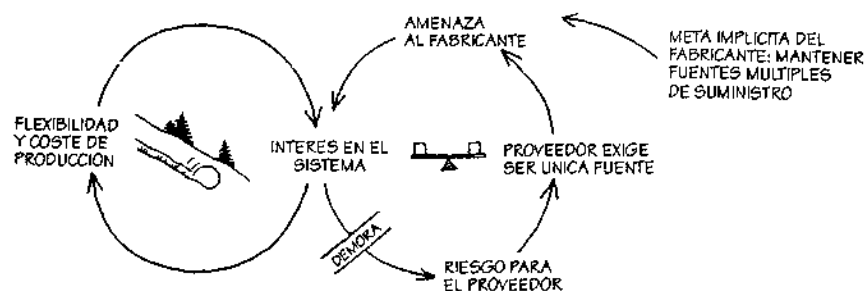 AMENAZA
AL FABRICANTE
META IMPLICITA DEL
FABRICANTE: MANTENER
FUENTES MULTIPLES
DE SUMINISTRO
FLEXIBILIDAD
Y COSTE DE
PRODUCCIÓN
INTERES EN EL
SISTEMA
PROVEEDOR EXIGE
SER UNICA FUENTE
DEMORA
RIESGO PARA
EL PROVEEDOR